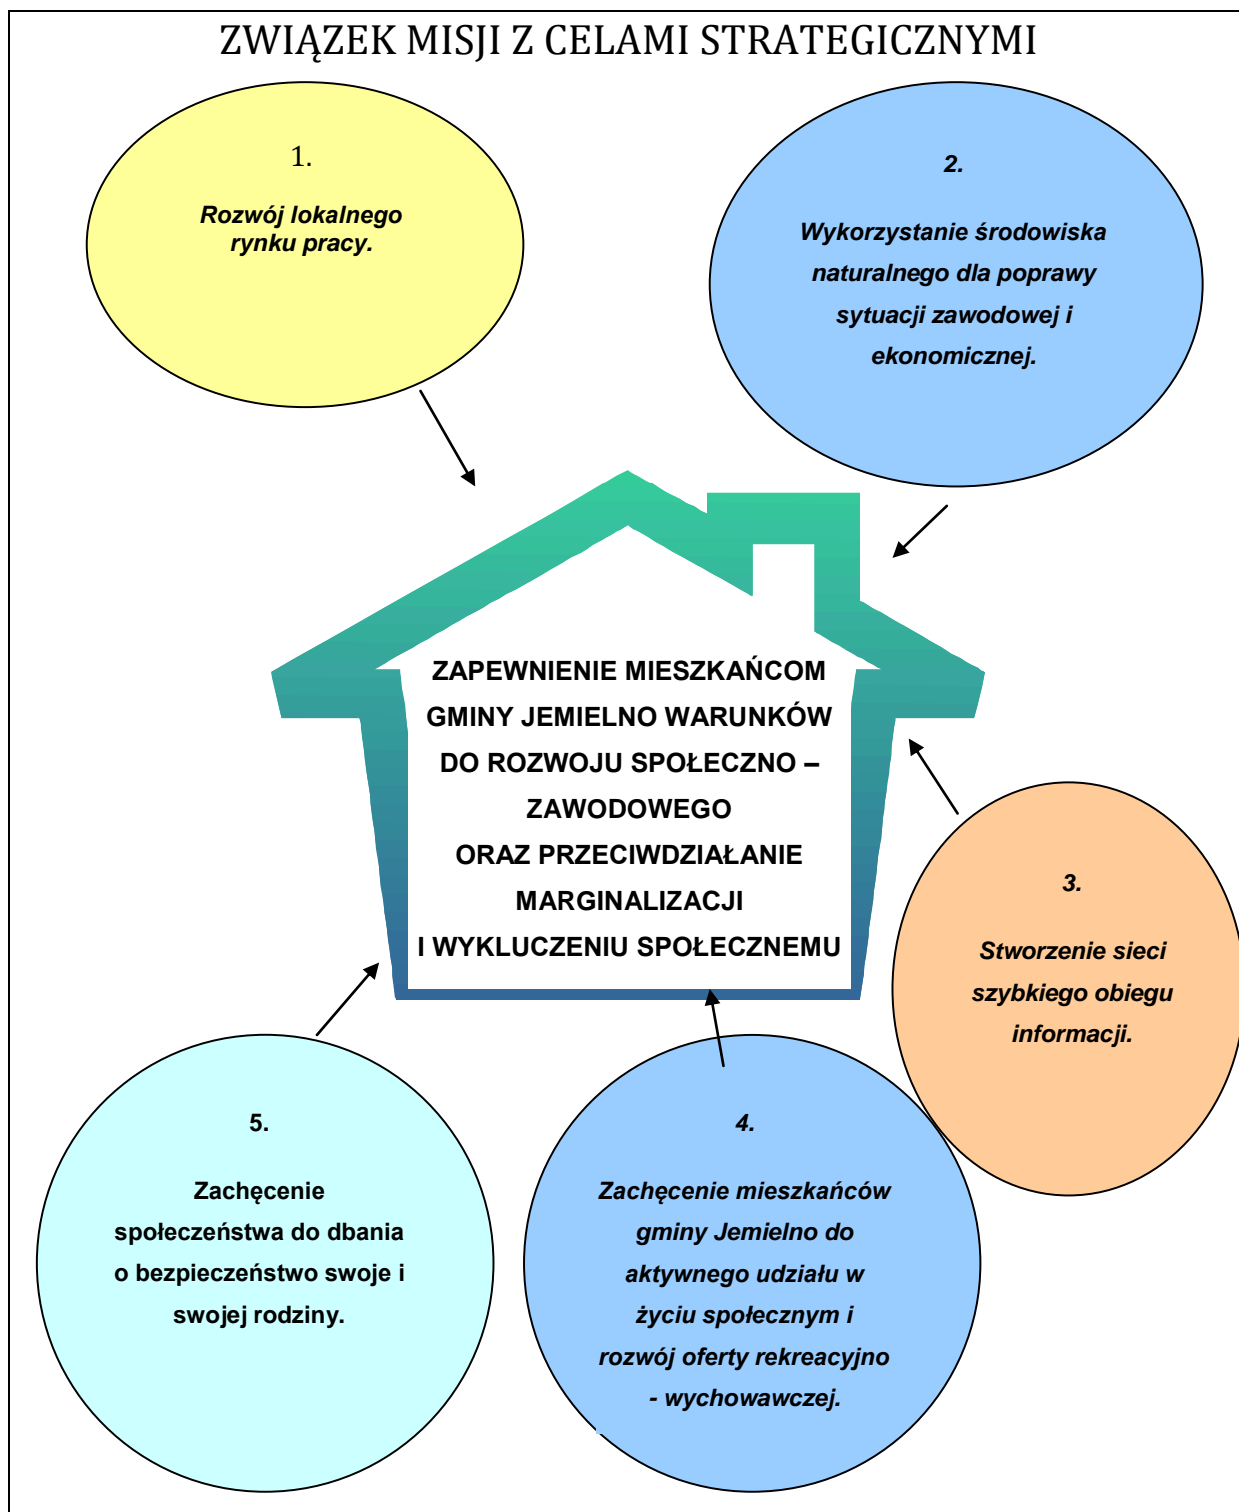 ZWIĄZEK MISJI Z CELAMI STRATEGICZNYMI
1.
Rozwój lokalnego
rynku pracy.
2.
Wykorzystanie środowiska
naturalnego dla poprawy
sytuacji zawodowej i
ekonomicznej.
ZAPEWNIENIE MIESZKAŃCOM
GMINY JEMIELNO WARUNKÓW
DO ROZWOJU SPOŁECZNO –
ZAWODOWEGO
ORAZ PRZECIWDZIAŁANIE
MARGINALIZACJI
I WYKLUCZENIU SPOŁECZNEMU
3.
Stworzenie sieci
szybkiego obiegu
informacji.
5.
Zachęcenie
społeczeństwa do dbania
o bezpieczeństwo swoje i
swojej rodziny.
4.
Zachęcenie mieszkańców
gminy Jemielno do
aktywnego udziału w
życiu społecznym i
rozwój oferty rekreacyjno
- wychowawczej.